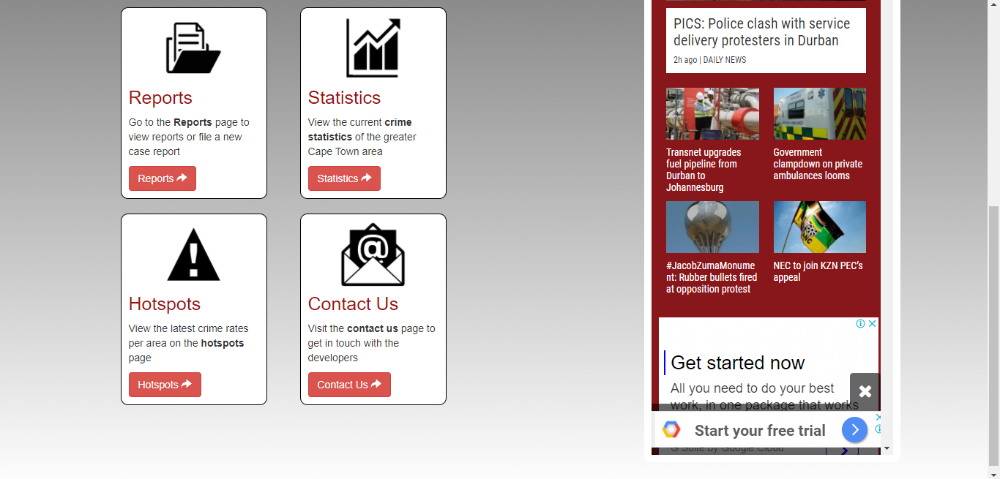 Reports
Go to the Reports page to
view reports or file a new
case report
Reports
Statistics
View the current crime
statistics of the greater
Cape Town area
Statistics
Hotspots
View the latest crime rates
per area on the hotspots
page
Hotspots
@
Contact Us
Visit the contact us page to
get in touch with the
developers
Contact Us
PICS: Police clash with service
delivery protesters in Durban
2h ago | DAILY NEWS
Transnet upgrades
fuel pipeline from
Durban to
Johannesburg
Government
clampdown on private
ambulances looms
#JacobZumaMonume
nt: Rubber bullets fired
at opposition protest
NEC to join KZN PEC’s
appeal
Get started now
All you need to do your best
work, in one package that works
Start your free trial
G Suite by Google Cloud